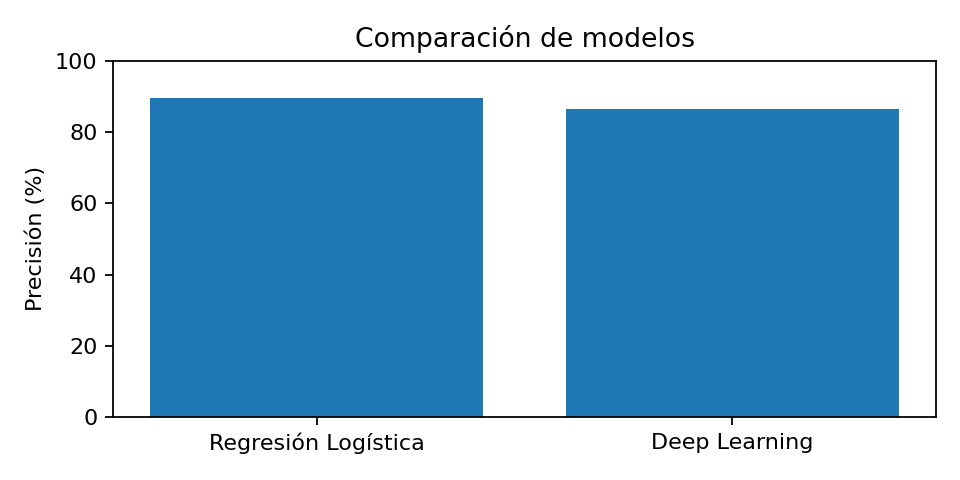 Comparación de modelos
Precisión (%)
100
80
60
40
20
0
Regresión Logística
Deep Learning